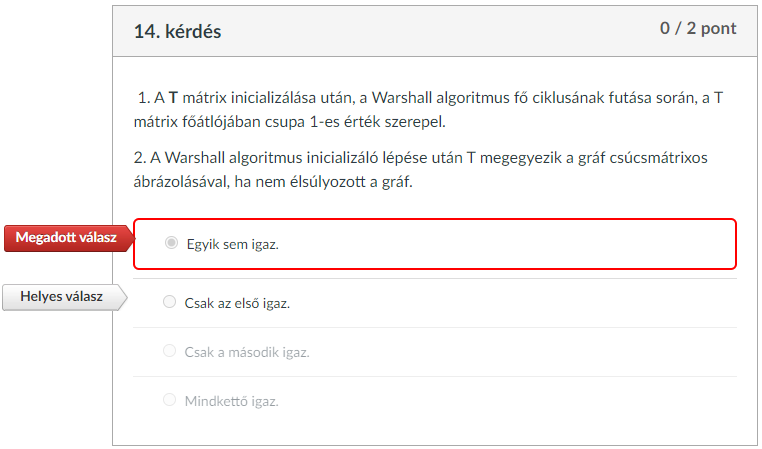 14. kérdés
0 / 2 pont
1. A T mátrix inicializálása után, a Warshall algoritmus fő ciklusának futása során, a T
mátrix főátlójában csupa 1-es érték szerepel.
2. A Warshall algoritmus inicializáló lépése után T megegyezik a gráf csúcsmátrixos
ábrázolásával, ha nem élsúlyozott a gráf.
Megadott válasz
Egyik sem igaz.
Helyes válasz
Csak az első igaz.
Csak a második igaz.
Mindkettő igaz.